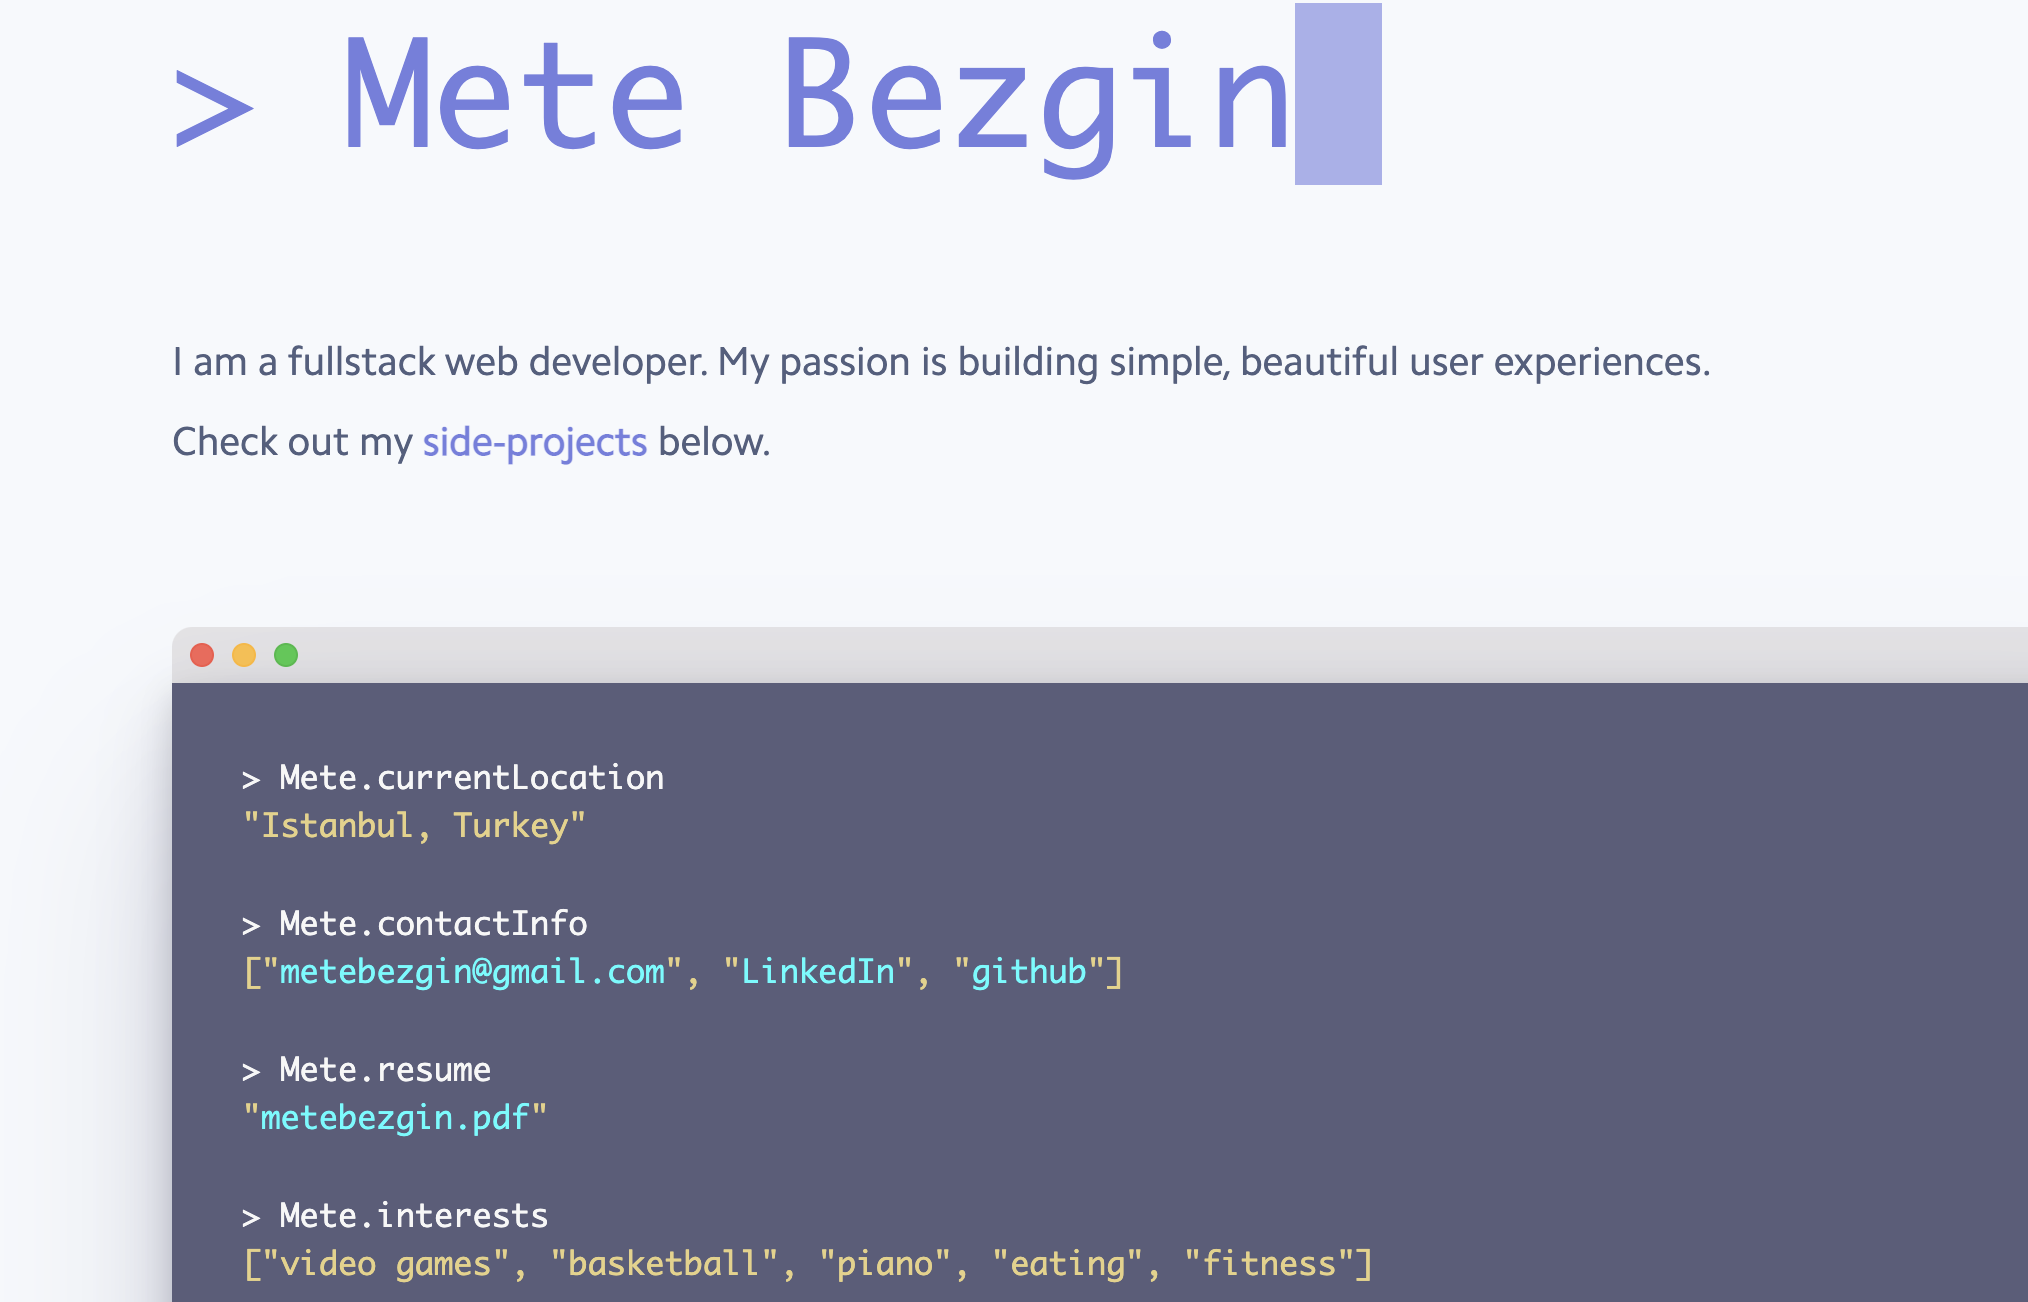 > Mete Bezgin
I am a fullstack web developer. My passion is building simple, beautiful user experiences.
Check out my side-projects below.
> Mete.currentLocation
"Istanbul, Turkey"
> Mete.contactInfo
["metebezgin@gmail.com", "LinkedIn", "github"]
> Mete.resume
"metebezgin.pdf"
> Mete.interests
["video games", "basketball", "piano", "eating", "fitness"]